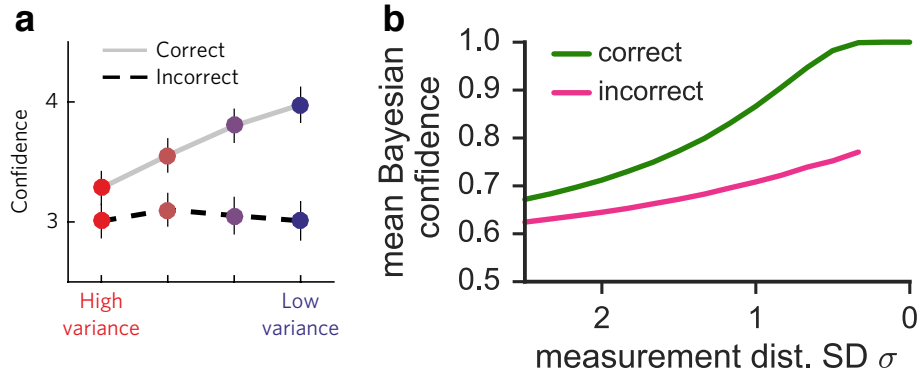 a
Correct
Incorrect
4
3
Confidence
High
variance
Low
variance
b
correct
incorrect
1.0
0.9
0.8
0.7
0.6
0.5
mean Bayesian
confidence
2
1
0
measurement dist. SD σ